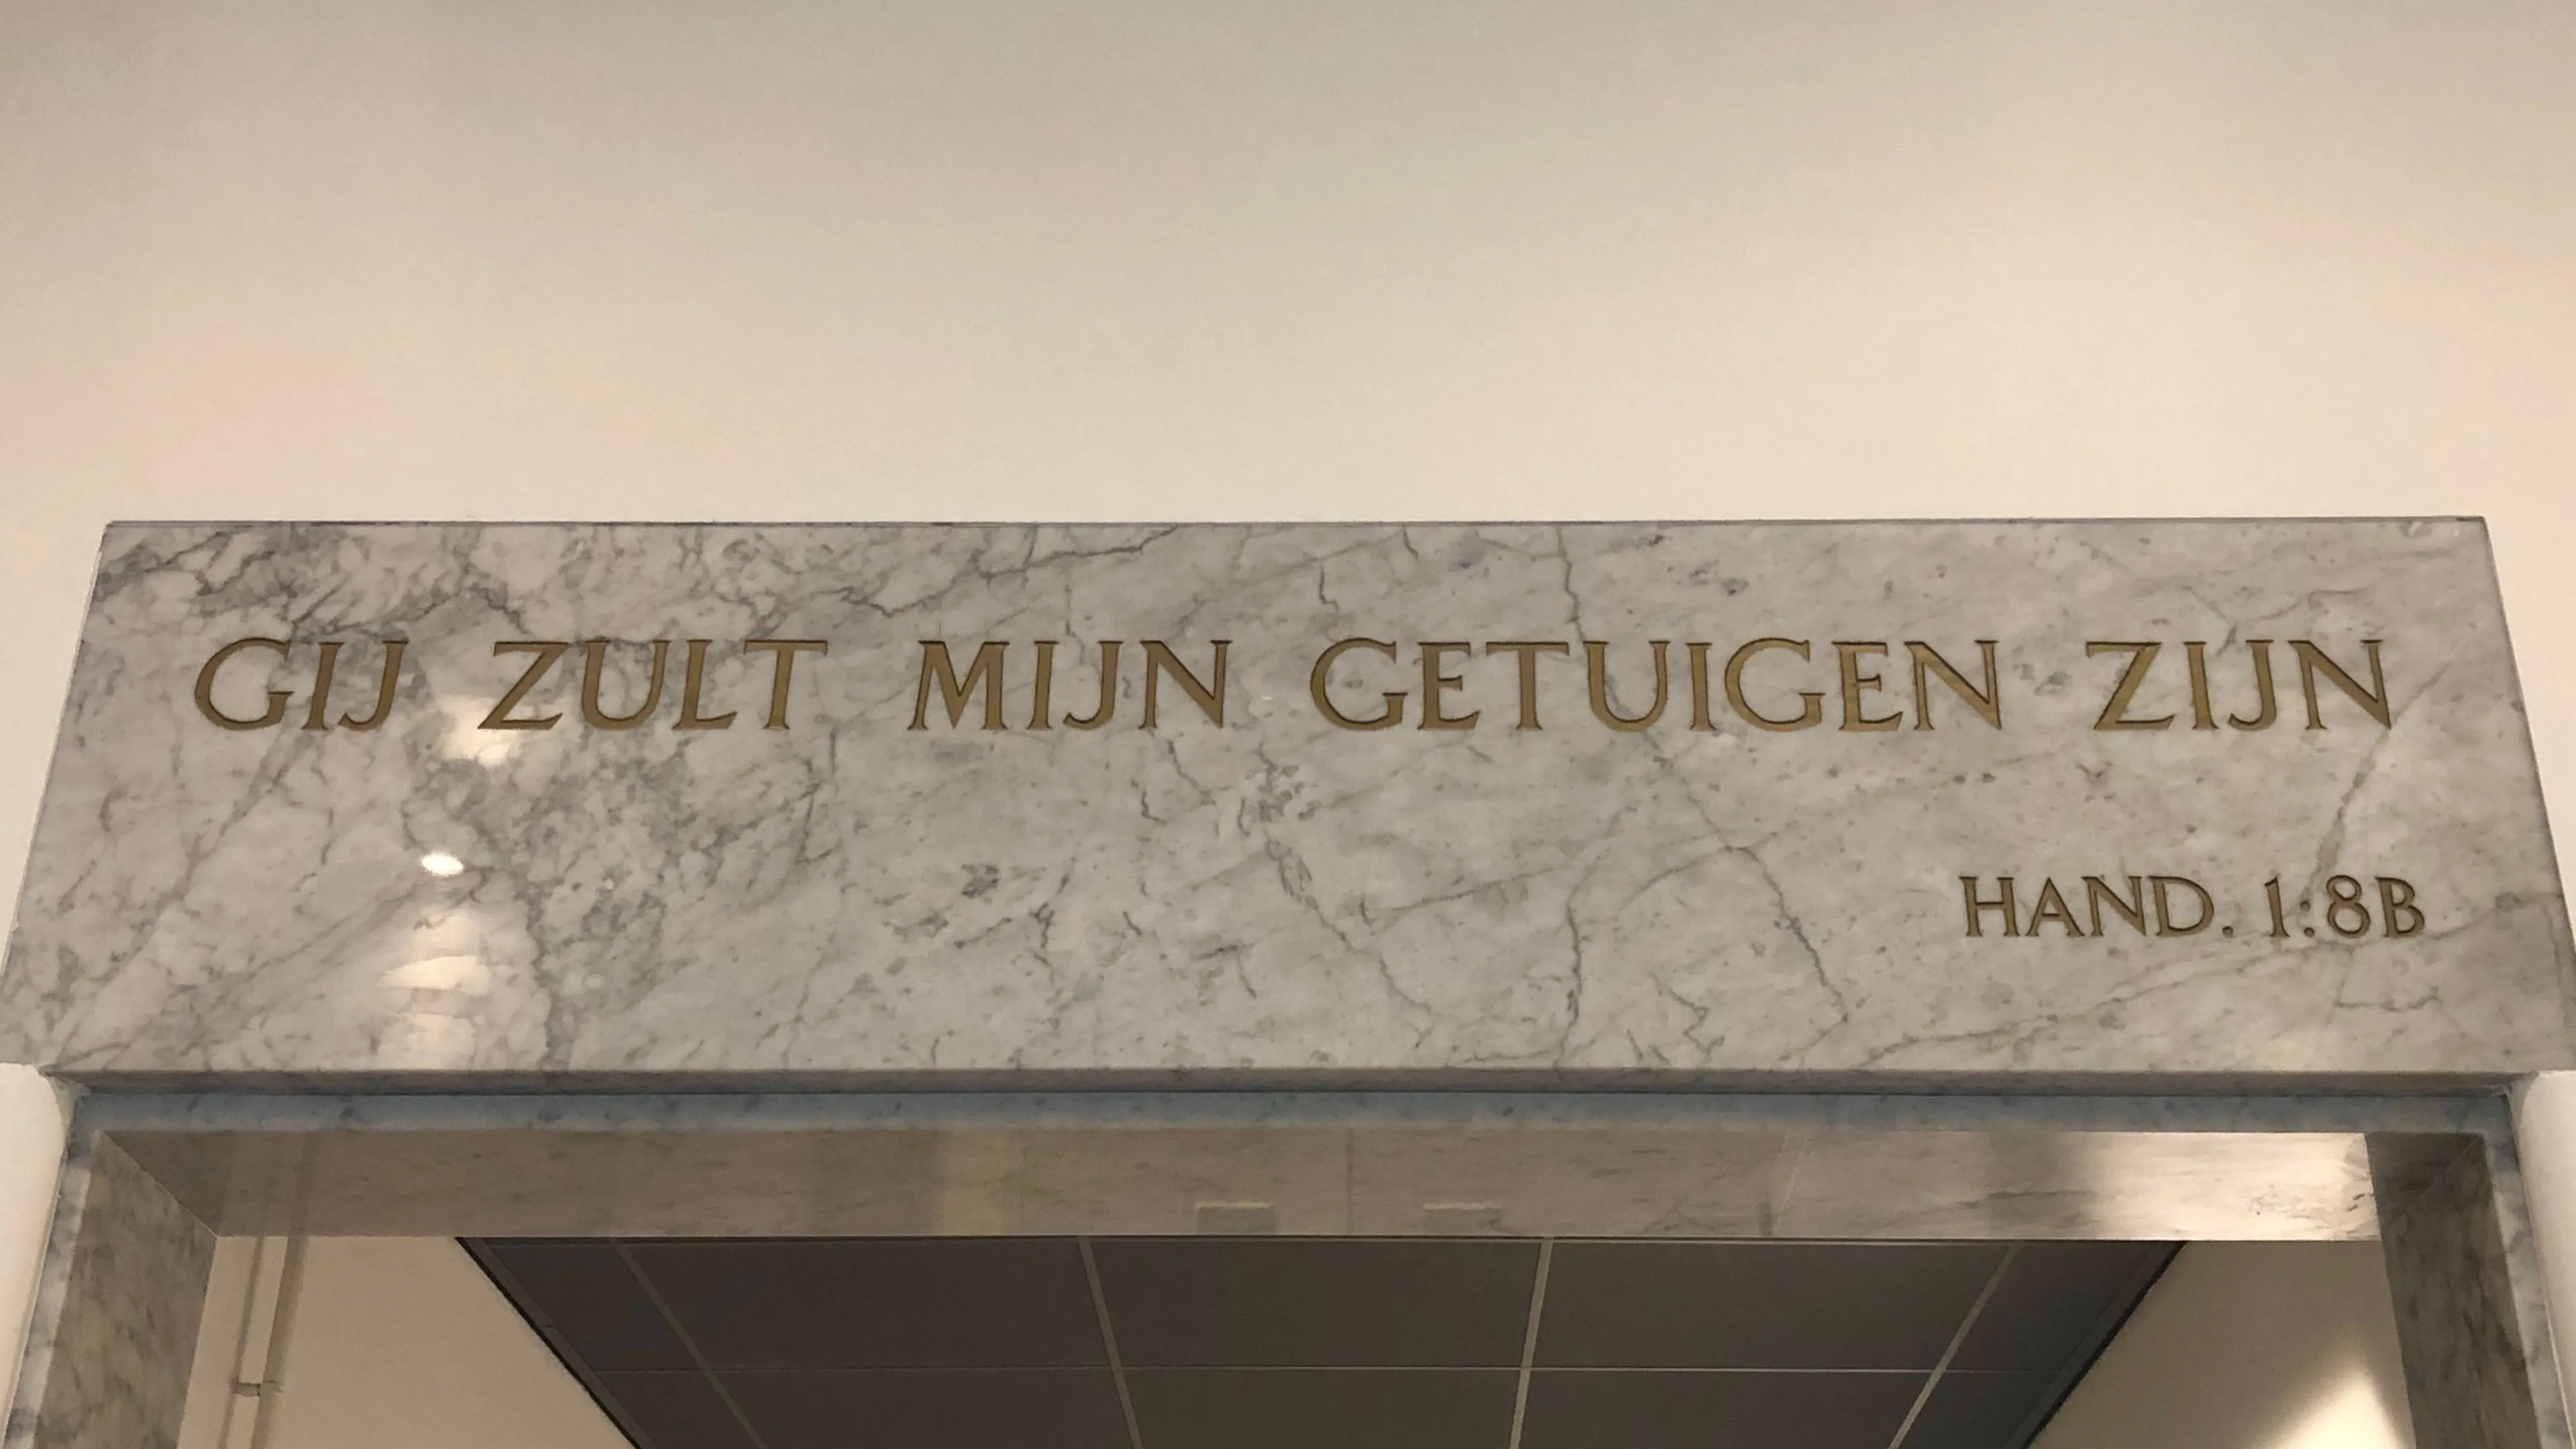 GIJ ZULT MIJN GETUIGEN ZIJN
HAND. 1:8B